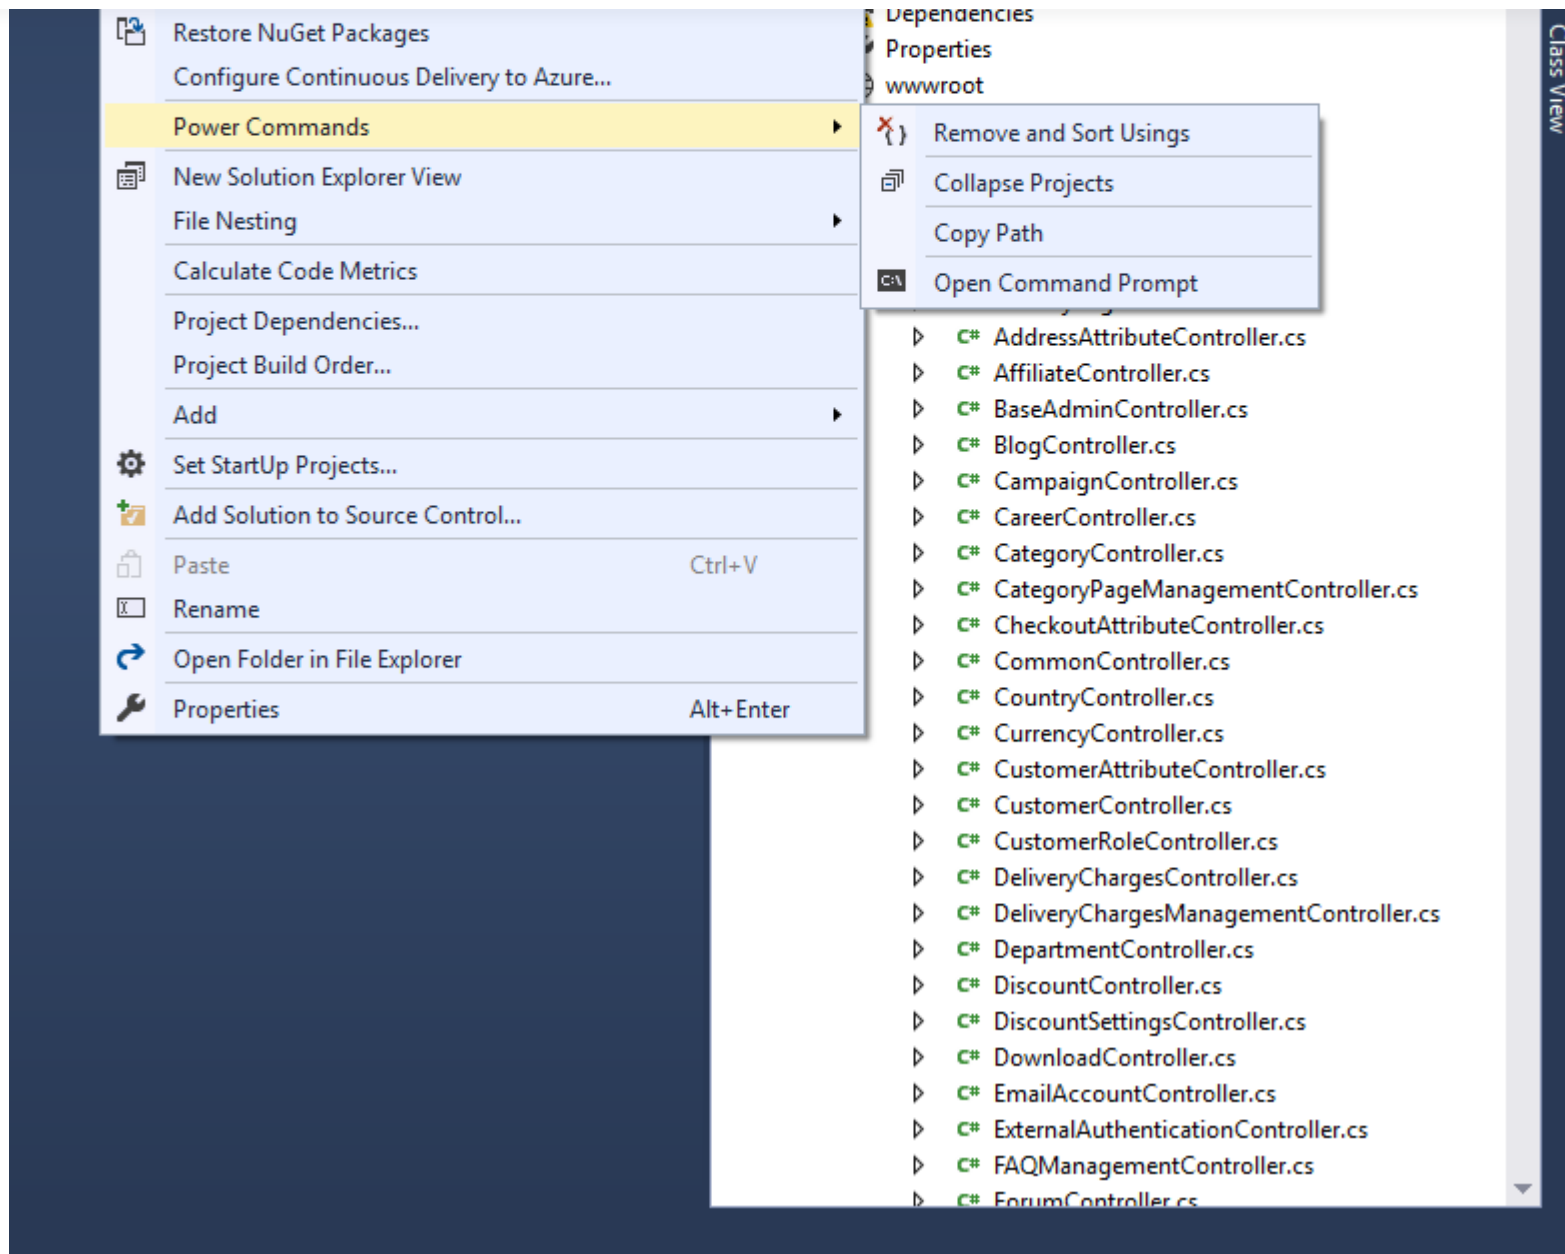 Restore NuGet Packages
Configure Continuous Delivery to Azure...
Power Commands
New Solution Explorer View
File Nesting
Calculate Code Metrics
Project Dependencies...
Project Build Order...
Add
Set StartUp Projects...
Add Solution to Source Control...
Paste Ctrl+V
Rename
Open Folder in File Explorer
Properties Alt+Enter
Remove and Sort Usings
Collapse Projects
Copy Path
C:\ Open Command Prompt
Dependencies
Properties
wwwroot
C# AddressAttributeController.cs
C# AffiliateController.cs
C# BaseAdminController.cs
C# BlogController.cs
C# CampaignController.cs
C# CareerController.cs
C# CategoryController.cs
C# CategoryPageManagementController.cs
C# CheckoutAttributeController.cs
C# CommonController.cs
C# CountryController.cs
C# CurrencyController.cs
C# CustomerAttributeController.cs
C# CustomerController.cs
C# CustomerRoleController.cs
C# DeliveryChargesController.cs
C# DeliveryChargesManagementController.cs
C# DepartmentController.cs
C# DiscountController.cs
C# DiscountSettingsController.cs
C# DownloadController.cs
C# EmailAccountController.cs
C# ExternalAuthenticationController.cs
C# FAQManagementController.cs
C# ForumController.cs
Class View